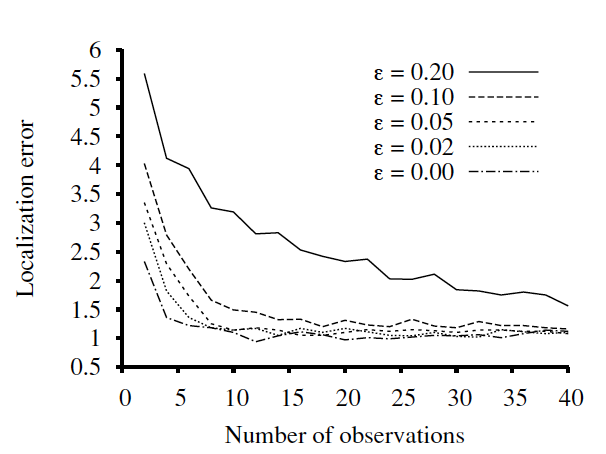 6
5.5
5
4.5
4
3.5
3
2.5
2
1.5
1
0.5
Localization error
ε = 0.20
ε = 0.10
ε = 0.05
ε = 0.02
ε = 0.00
0 5 10 15 20 25 30 35 40
Number of observations